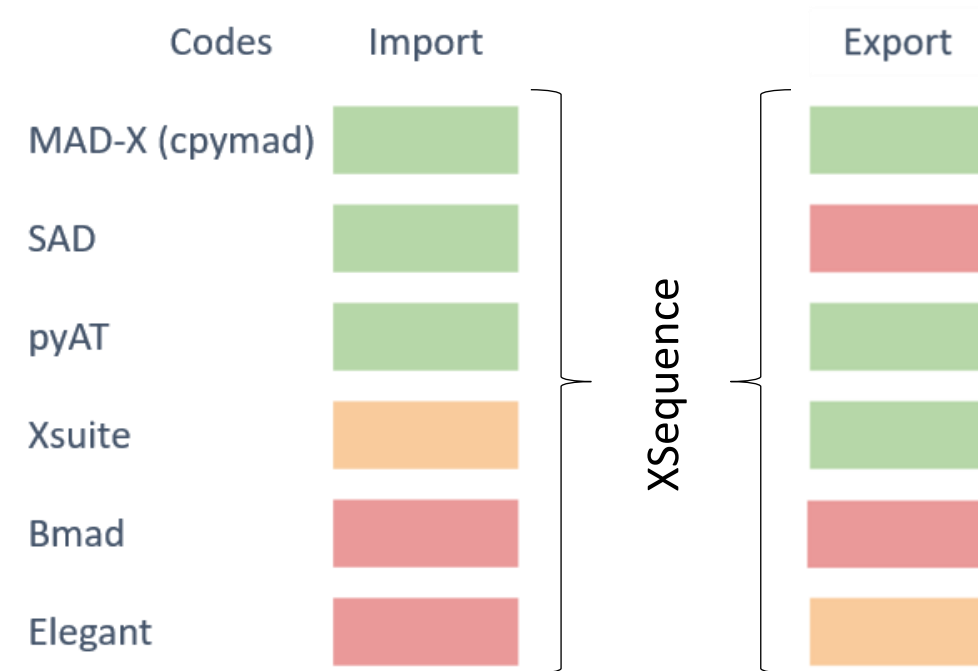 Codes Import Export
MAD-X (cpymad)
SAD
pyAT
Xsuite
Bmad
Elegant
XSequence